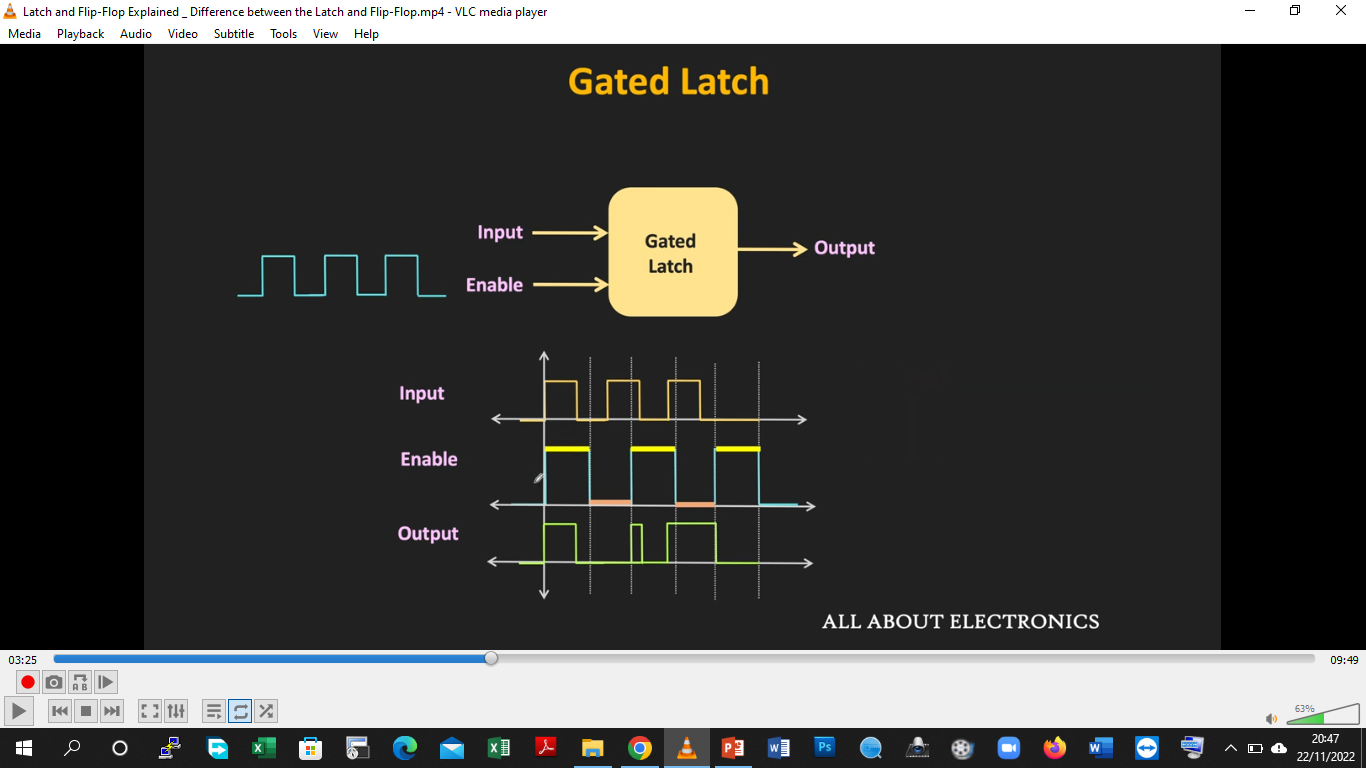 Latch and Flip-Flop Explained _ Difference between the Latch and Flip-Flop.mp4 - VLC media player
Media Playback Audio Video Subtitle Tools View Help
Gated Latch
Input
Gated
Latch
Output
Enable
Input
Enable
Output
ALL ABOUT ELECTRONICS
03:25
09:49
63%
20:47
22/11/2022